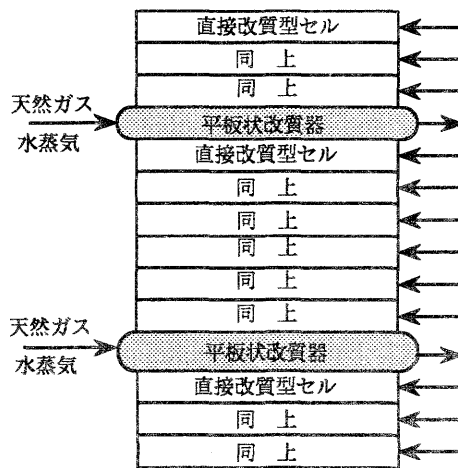 直接改質型セル
同 上
同 上
天然ガス
水蒸気
平板状改質器
直接改質型セル
同 上
同 上
同 上
同 上
同 上
天然ガス
水蒸気
平板状改質器
直接改質型セル
同 上
同 上